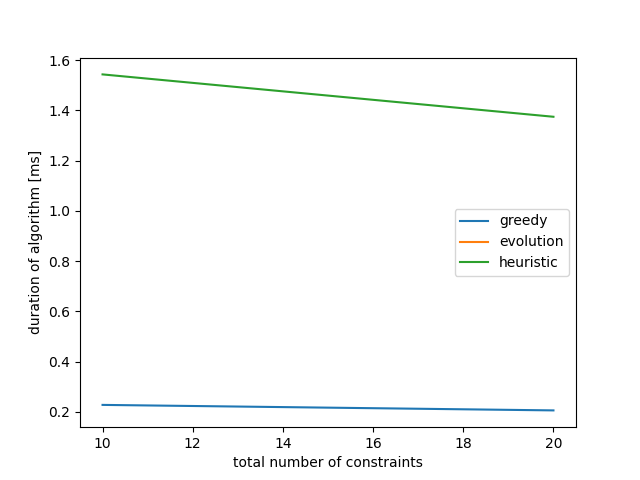 1.6
1.4
1.2
1.0
0.8
0.6
0.4
0.2
duration of algorithm [ms]
greedy
evolution
heuristic
10 12 14 16 18 20
total number of constraints